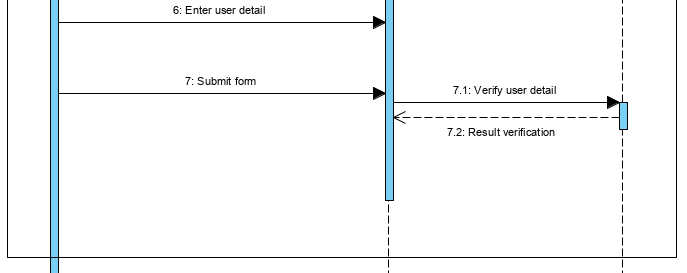 6: Enter user detail
7: Submit form
7.1: Verify user detail
7.2: Result verification